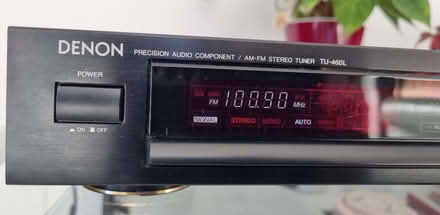 DENON PRECISION AUDIO COMPONENT / AM-FM STEREO TUNER TU-460L
POWER
FM 100.90 MHz
STEREO AUTO
ON OFF